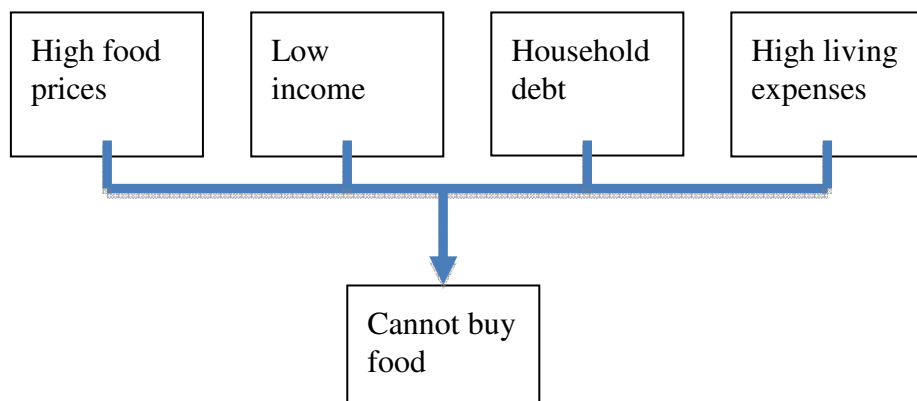 High food
prices
Low
income
Household
debt
High living
expenses
Cannot buy
food